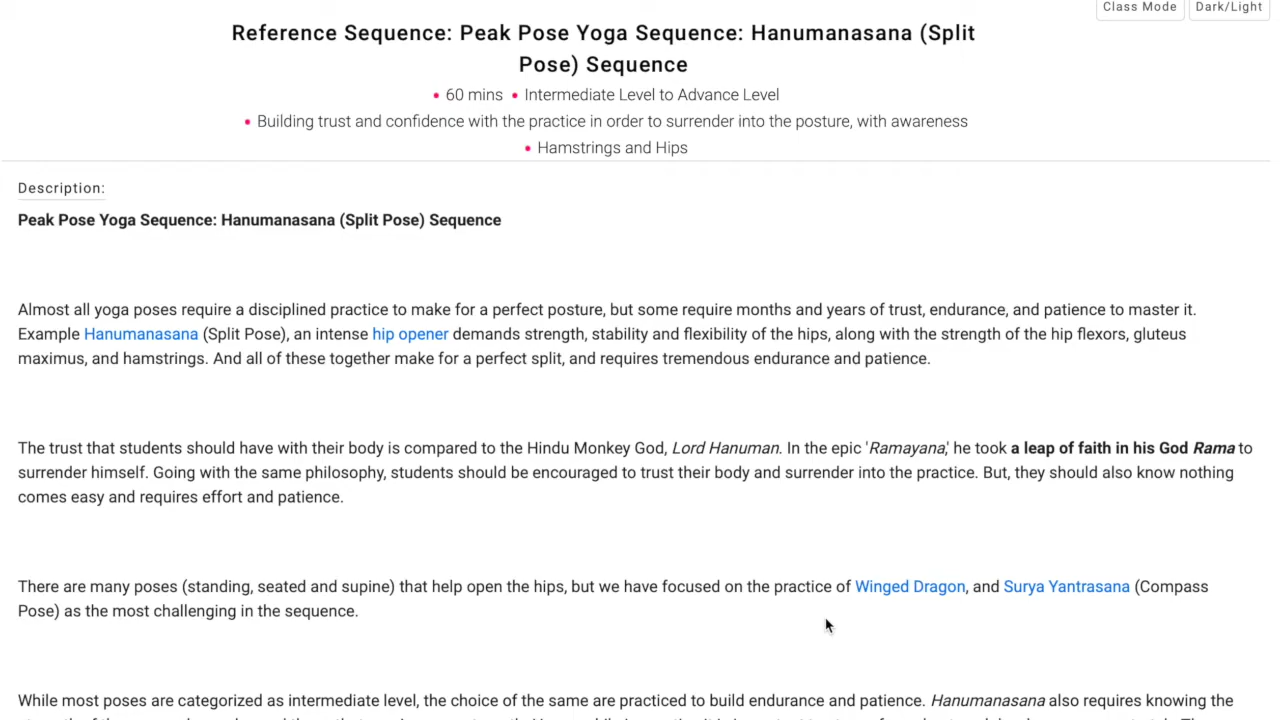 Class Mode
Dark/Light
Reference Sequence: Peak Pose Yoga Sequence: Hanumanasana (Split
Pose) Sequence
• 60 mins • Intermediate Level to Advance Level
• Building trust and confidence with the practice in order to surrender into the posture, with awareness
• Hamstrings and Hips
Description:
Peak Pose Yoga Sequence: Hanumanasana (Split Pose) Sequence
Almost all yoga poses require a disciplined practice to make for a perfect posture, but some require months and years of trust, endurance, and patience to master it.
Example Hanumanasana (Split Pose), an intense hip opener demands strength, stability and flexibility of the hips, along with the strength of the hip flexors, gluteus
maximus, and hamstrings. And all of these together make for a perfect split, and requires tremendous endurance and patience.
The trust that students should have with their body is compared to the Hindu Monkey God, Lord Hanuman. In the epic 'Ramayana,' he took a leap of faith in his God Rama to
surrender himself. Going with the same philosophy, students should be encouraged to trust their body and surrender into the practice. But, they should also know nothing
comes easy and requires effort and patience.
There are many poses (standing, seated and supine) that help open the hips, but we have focused on the practice of Winged Dragon, and Surya Yantrasana (Compass
Pose) as the most challenging in the sequence.
While most poses are categorized as intermediate level, the choice of the same are practiced to build endurance and patience. Hanumanasana also requires knowing the